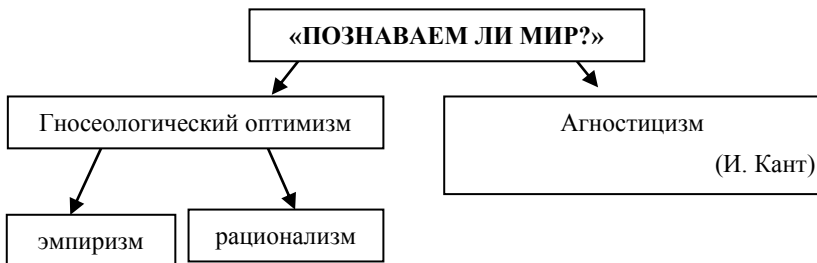 «ПОЗНАВАЕМ ЛИ МИР?»
Гносеологический оптимизм
Агностицизм
(И. Кант)
эмпиризм
рационализм